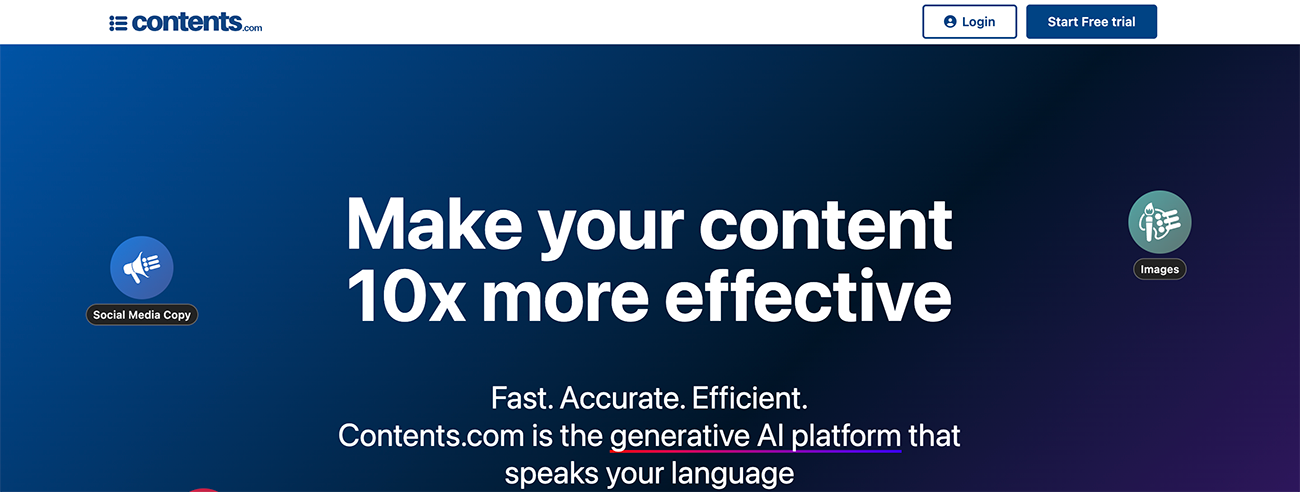 contents.com
Login
Start Free trial
Make your content
10x more effective
Social Media Copy
Images
Fast. Accurate. Efficient.
Contents.com is the generative AI platform that
speaks your language